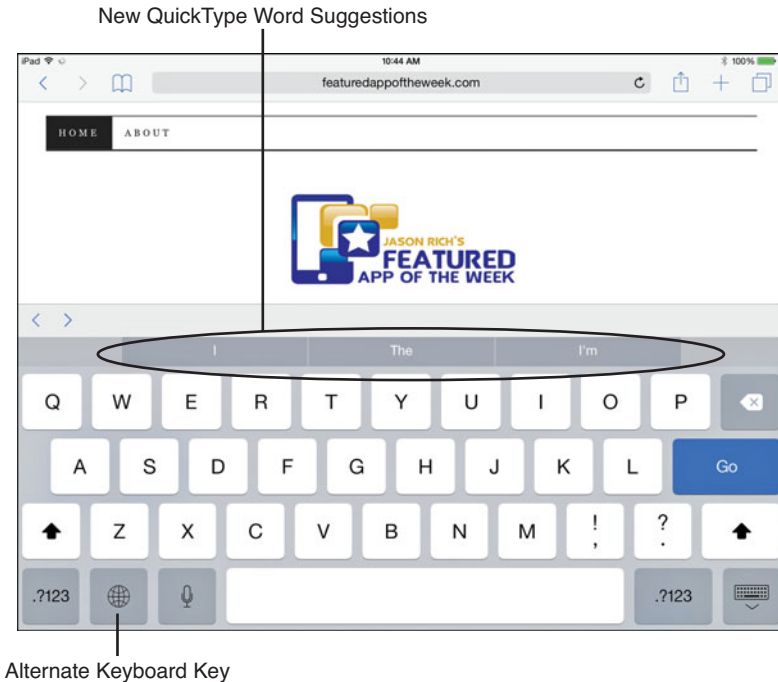 New QuickType Word Suggestions
iPad 10:44 AM 100%
featuredappoftheweek.com
HOME ABOUT
JASON RICH'S
FEATURED
APP OF THE WEEK
I The I'm
Q W E R T Y U I O P
A S D F G H J K L Go
Z X C V B N M ! , ? .
.?123 .?123
Alternate Keyboard Key